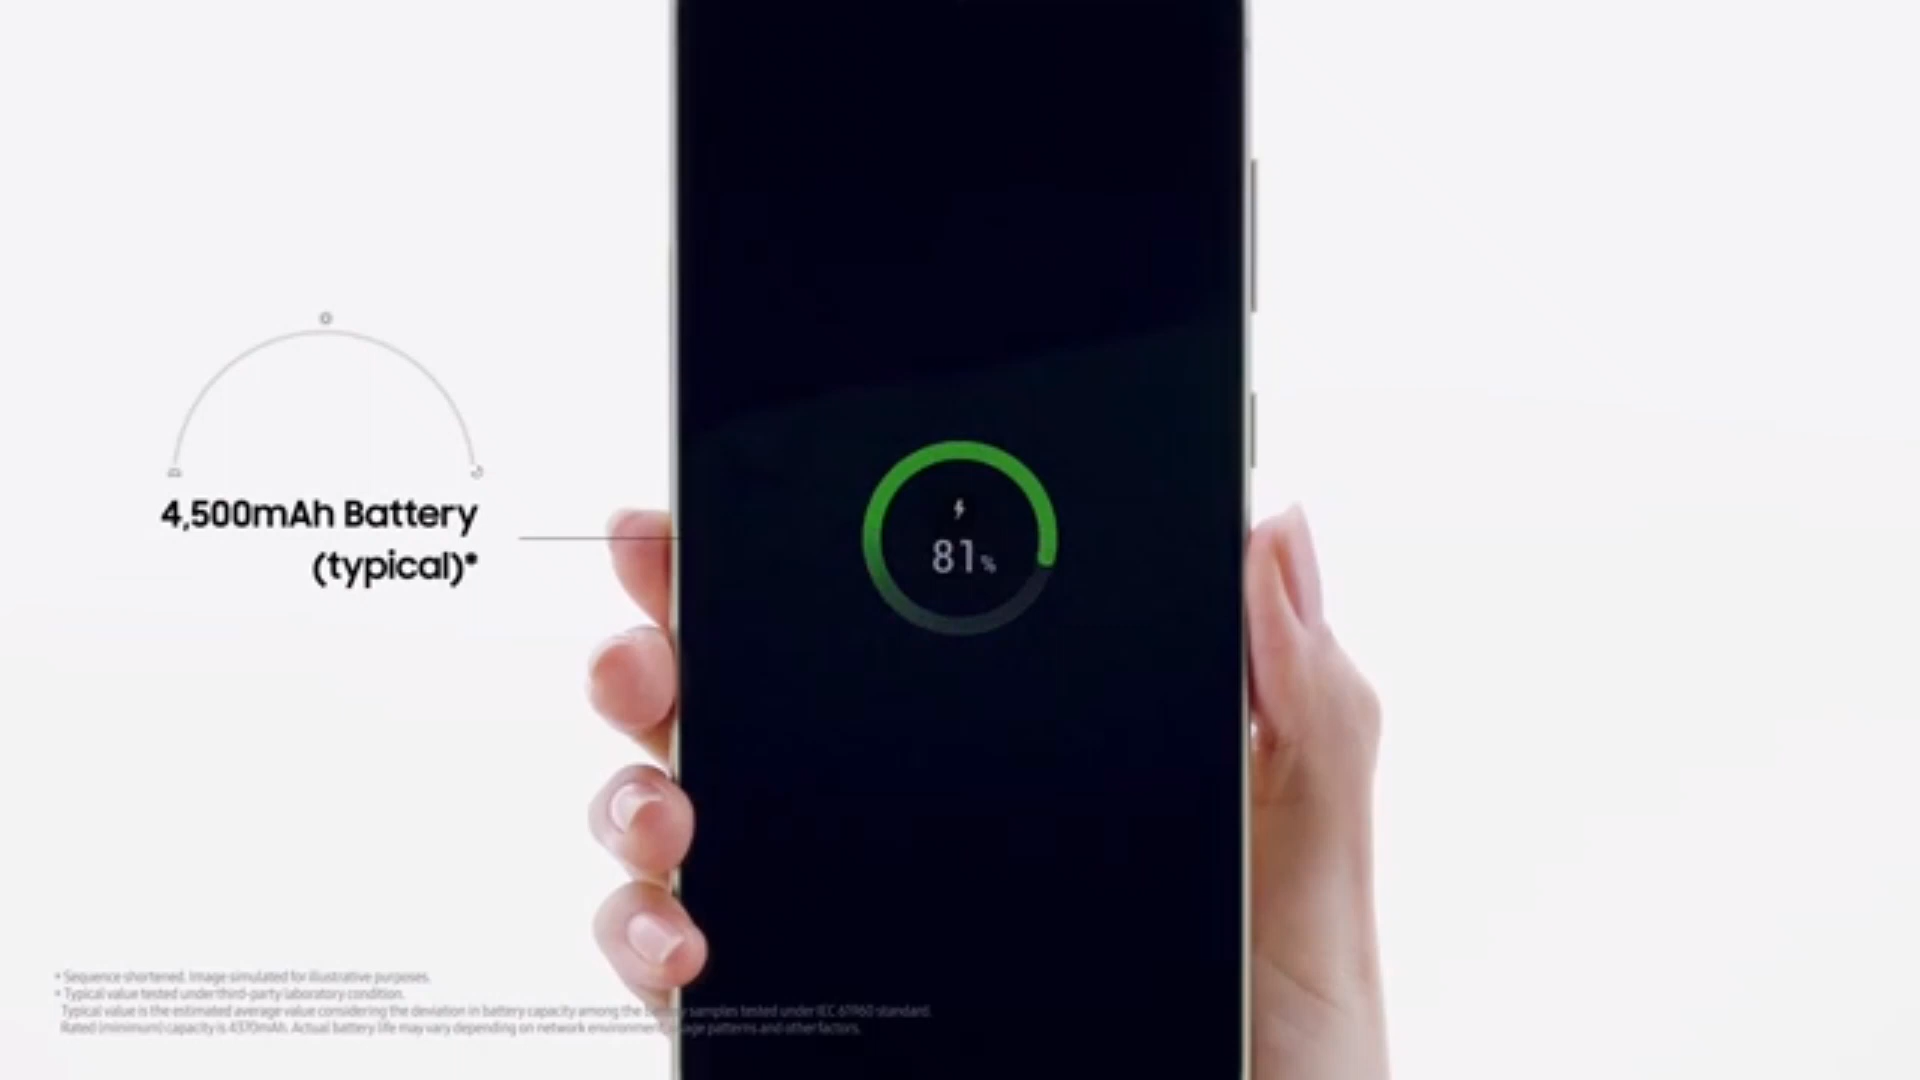 4,500mAh Battery
(typical)*
81%
* Sequence shortened. Image simulated for illustrative purposes.
* Typical value tested under third-party laboratory condition.
Typical value is the estimated average value considering the deviation in battery capacity among the battery samples tested under IEC 61960 standard.
Rated (minimum) capacity is 4370mAh. Actual battery life may vary depending on network environment, usage patterns and other factors.